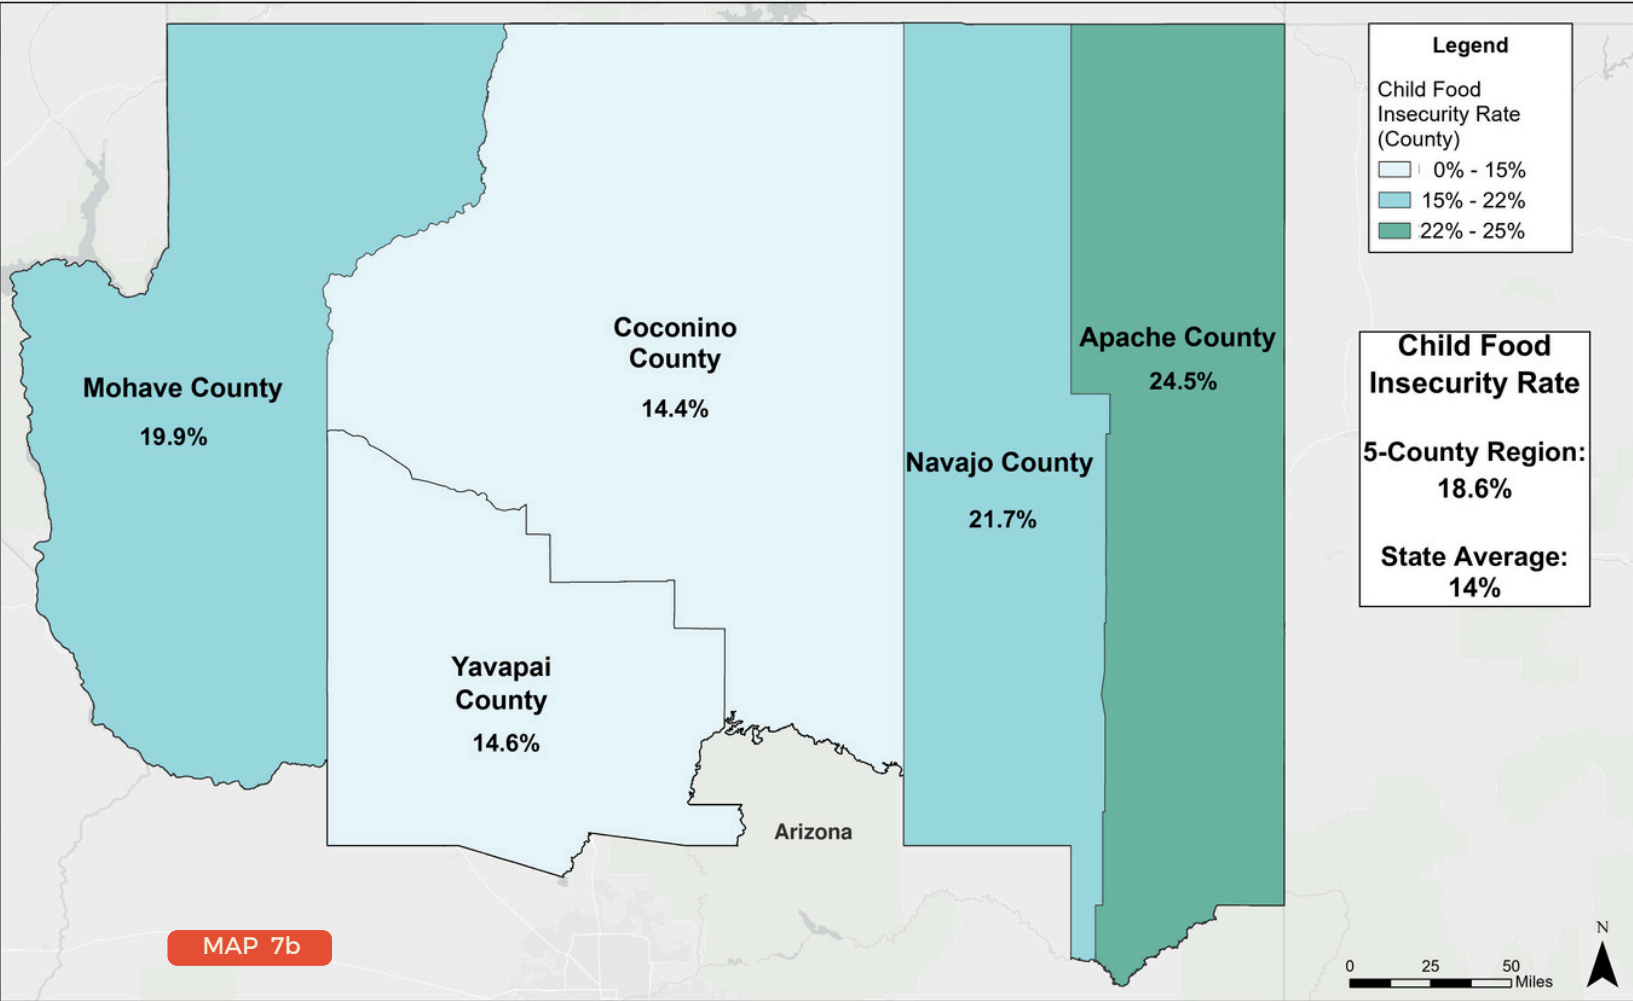 Legend
Child Food
Insecurity Rate
(County)
0% - 15%
15% - 22%
22% - 25%
Child Food
Insecurity Rate
5-County Region:
18.6%
State Average:
14%
Mohave County
19.9%
Coconino
County
14.4%
Navajo County
21.7%
Apache County
24.5%
Yavapai
County
14.6%
Arizona
MAP 7b
N
0 25 50
Miles